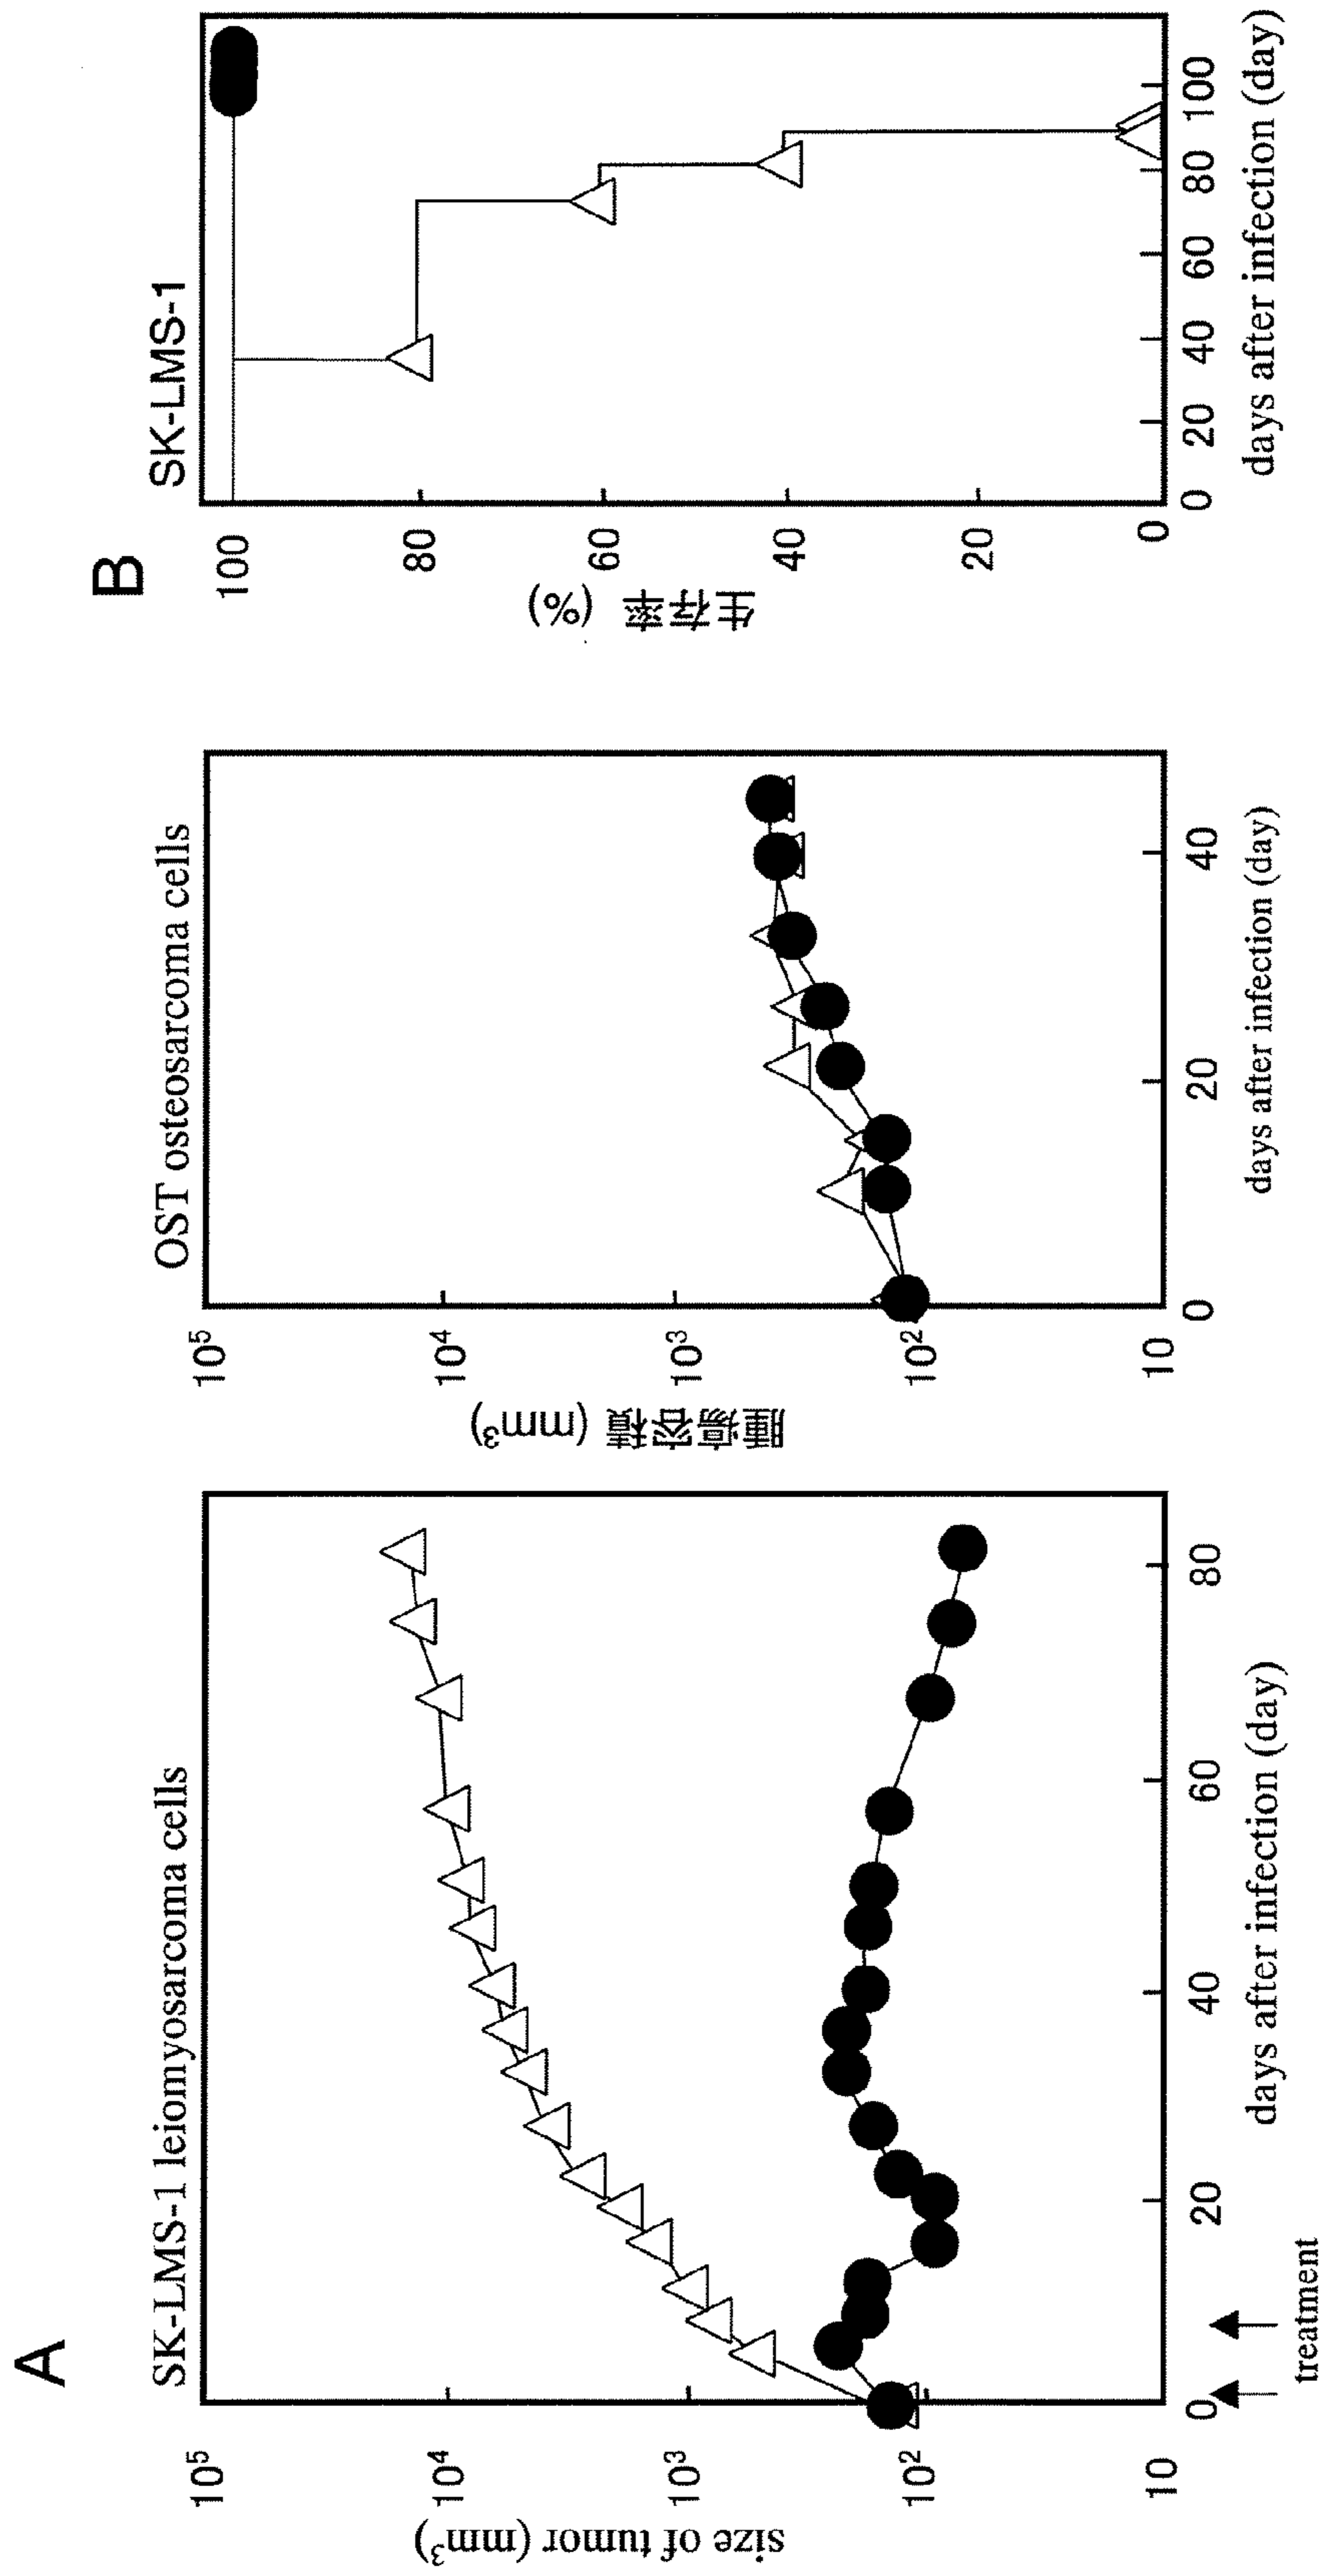 A
SK-LMS-1 leiomyosarcoma cells
size of tumor (mm³)
10⁵
10⁴
10³
10²
10
0
20
40
60
80
days after infection (day)
treatment
OST osteosarcoma cells
腫瘍容積 (mm³)
10⁵
10⁴
10³
10²
10
0
20
40
days after infection (day)
B
SK-LMS-1
生存率 (%)
100
80
60
40
20
0
0
20
40
60
80
100
days after infection (day)